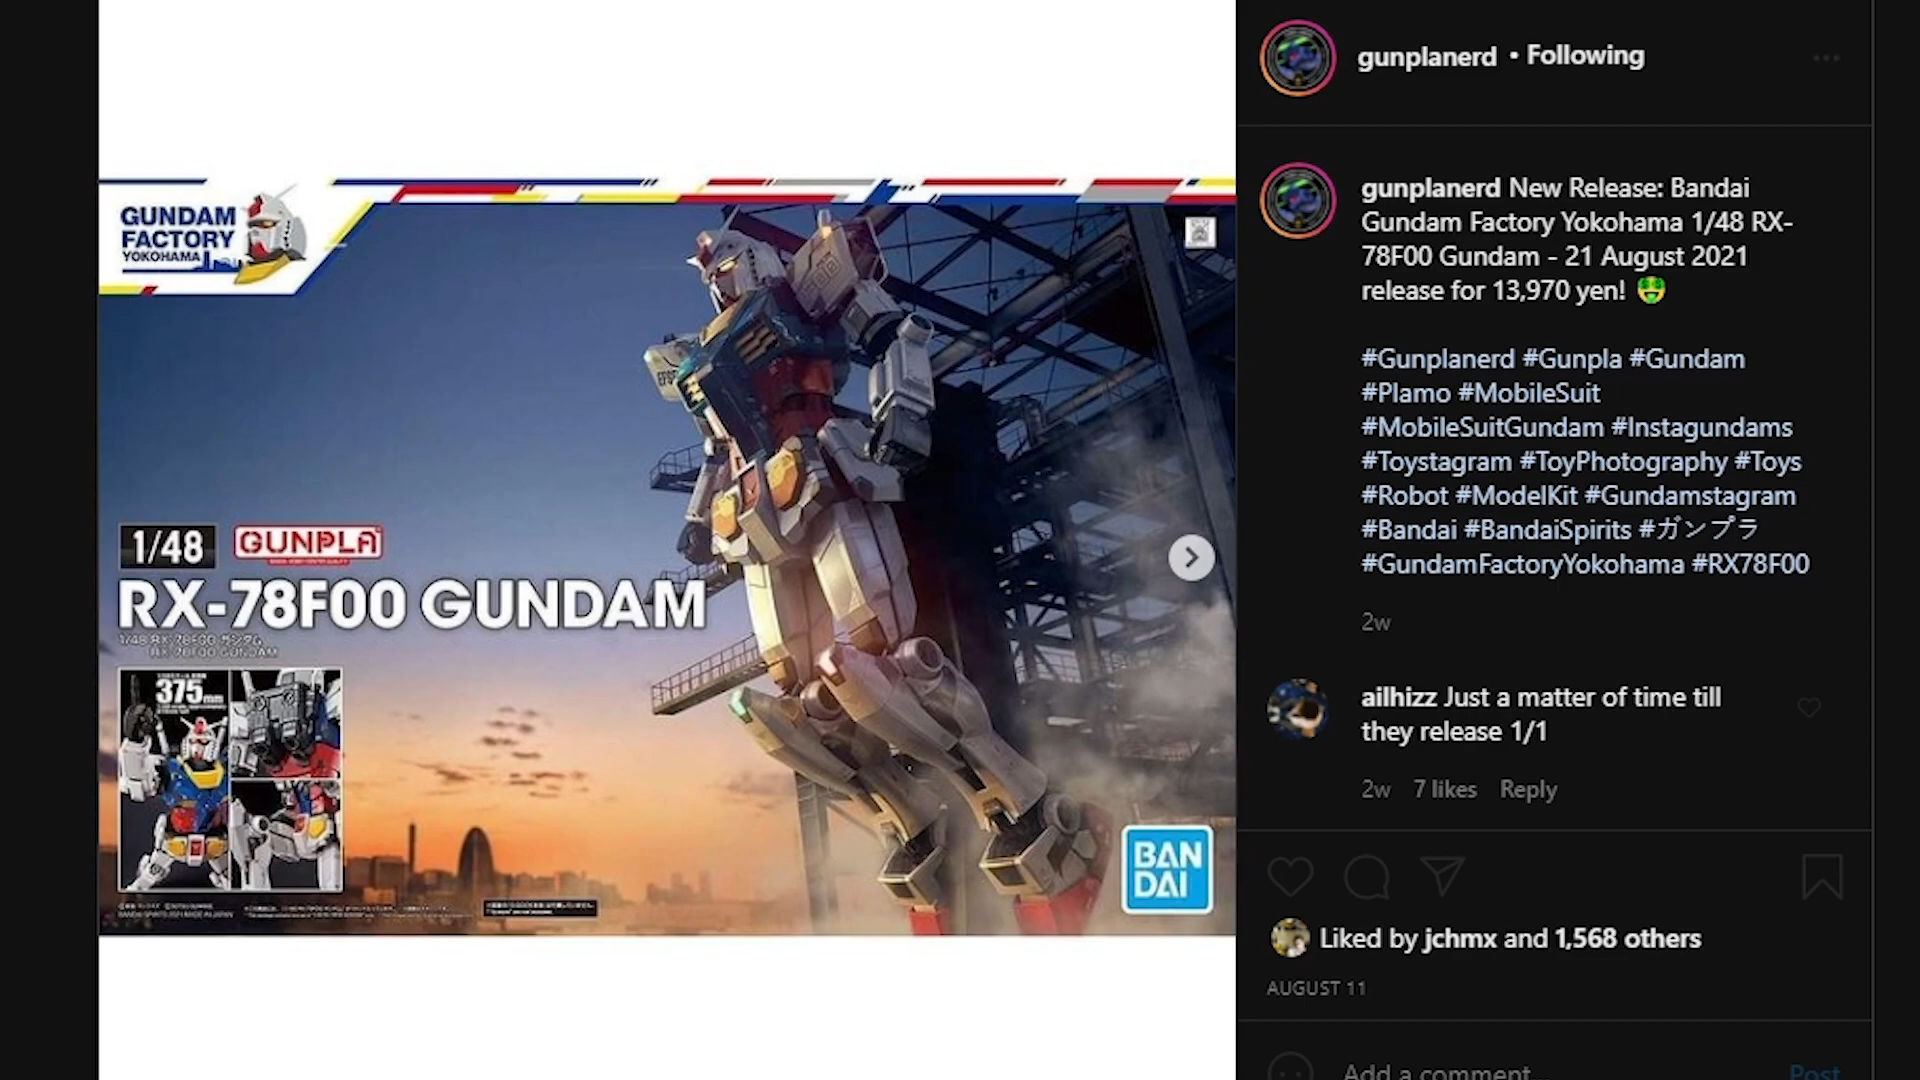 GUNDAM
FACTORY
YOKOHAMA
EFSF
1/48 GUNPLA
RX-78F00 GUNDAM
1/48 RX-78F00 ガンダム
RX-78F00 GUNDAM
375mm
BAN
DAI
gunplanerd • Following
gunplanerd New Release: Bandai
Gundam Factory Yokohama 1/48 RX-
78F00 Gundam - 21 August 2021
release for 13,970 yen! 🤑
#Gunplanerd #Gunpla #Gundam
#Plamo #MobileSuit
#MobileSuitGundam #Instagundams
#Toystagram #ToyPhotography #Toys
#Robot #ModelKit #Gundamstagram
#Bandai #BandaiSpirits #ガンプラ
#GundamFactoryYokohama #RX78F00
2w
ailhizz Just a matter of time till
they release 1/1
2w 7 likes Reply
Liked by jchmx and 1,568 others
AUGUST 11
Add a comment...
Post